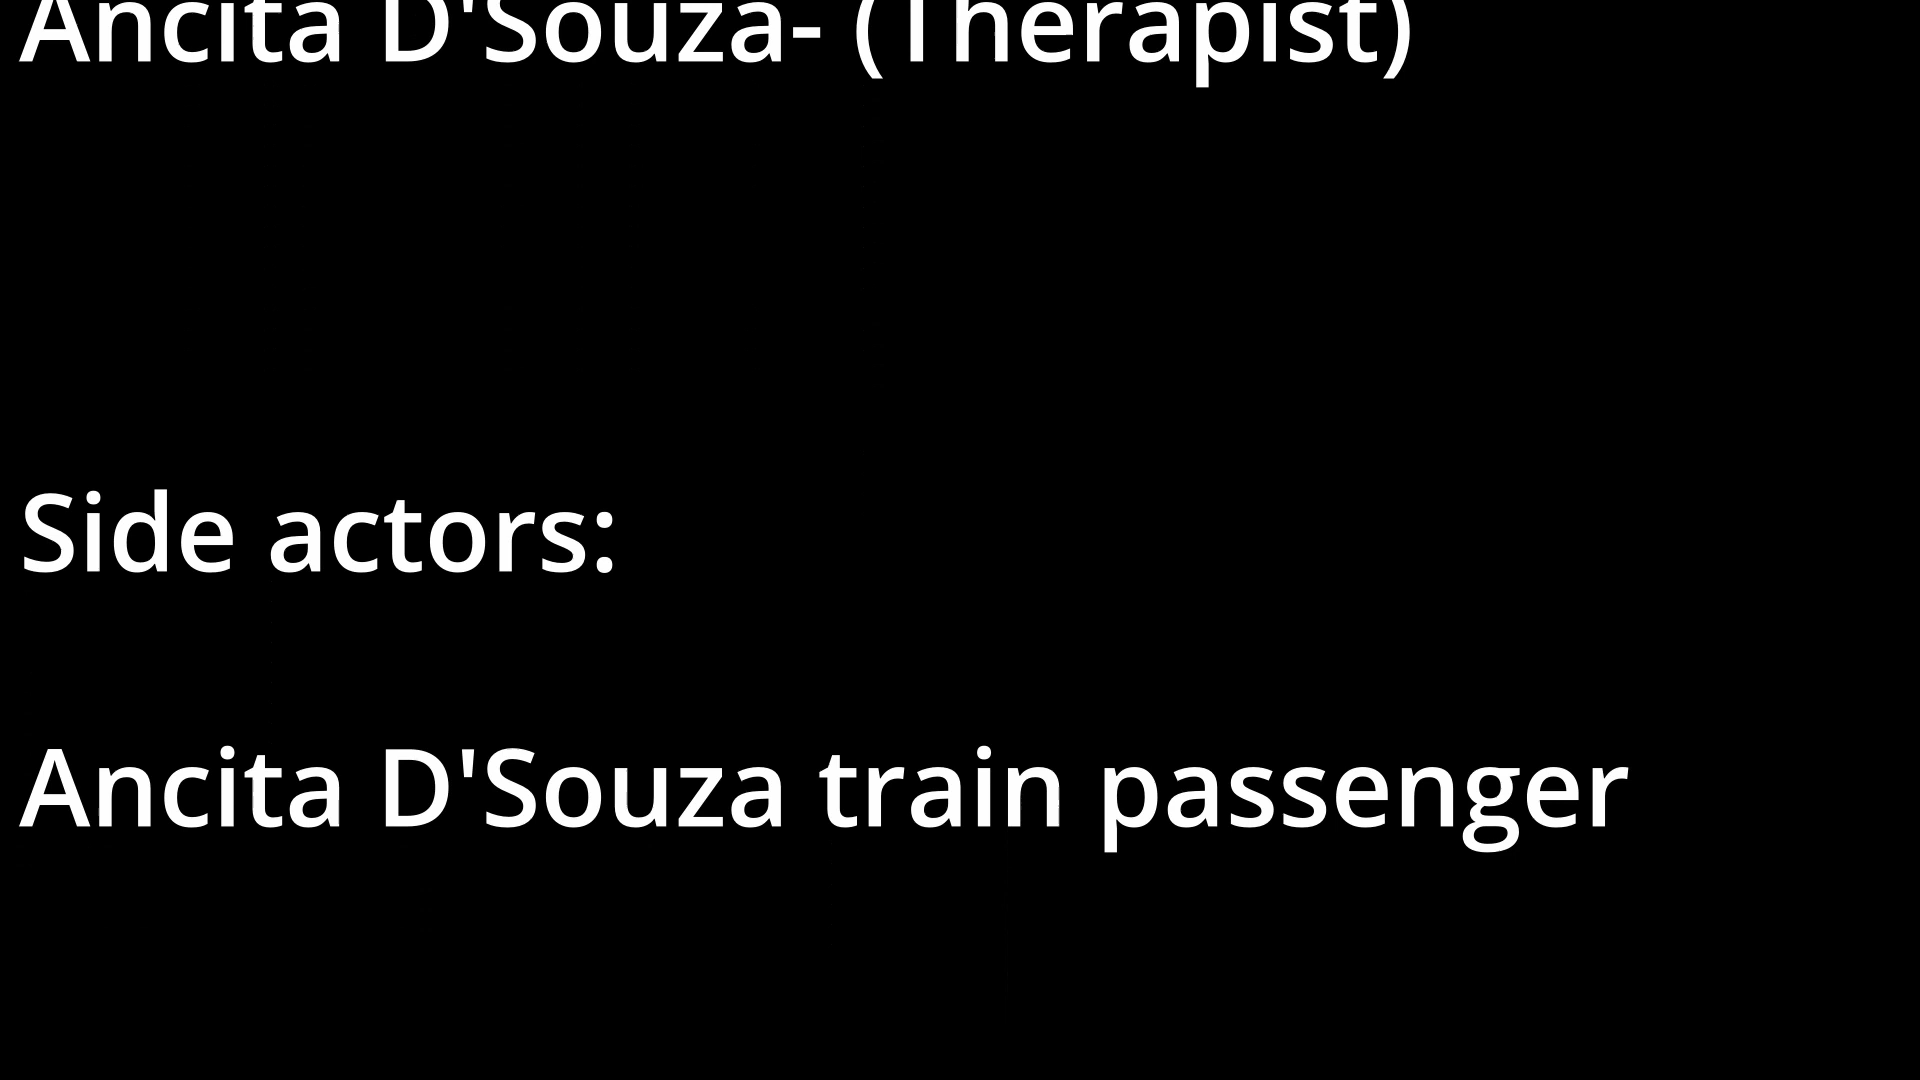 Ancita D'Souza- (Therapist)
Side actors:
Ancita D'Souza train passenger